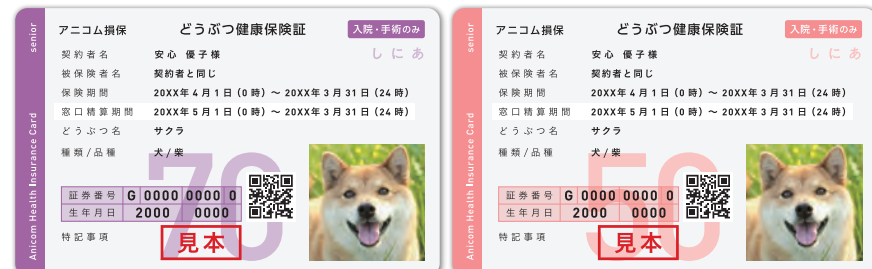 senior
Anicom Health Insurance Card
アニコム損保 どうぶつ健康保険証 入院・手術のみ
しにあ
契約者名 安心 優子様
被保険者名 契約者と同じ
保険期間 20XX年4月1日(0時)～20XX年3月31日(24時)
窓口精算期間 20XX年5月1日(0時)～20XX年3月31日(24時)
どうぶつ名 サクラ
種類/品種 犬/柴
70
証券番号 G 0000 0000 0
生年月日 2000 0000
特記事項 見本
senior
Anicom Health Insurance Card
アニコム損保 どうぶつ健康保険証 入院・手術のみ
しにあ
契約者名 安心 優子様
被保険者名 契約者と同じ
保険期間 20XX年4月1日(0時)～20XX年3月31日(24時)
窓口精算期間 20XX年5月1日(0時)～20XX年3月31日(24時)
どうぶつ名 サクラ
種類/品種 犬/柴
50
証券番号 G 0000 0000 0
生年月日 2000 0000
特記事項 見本